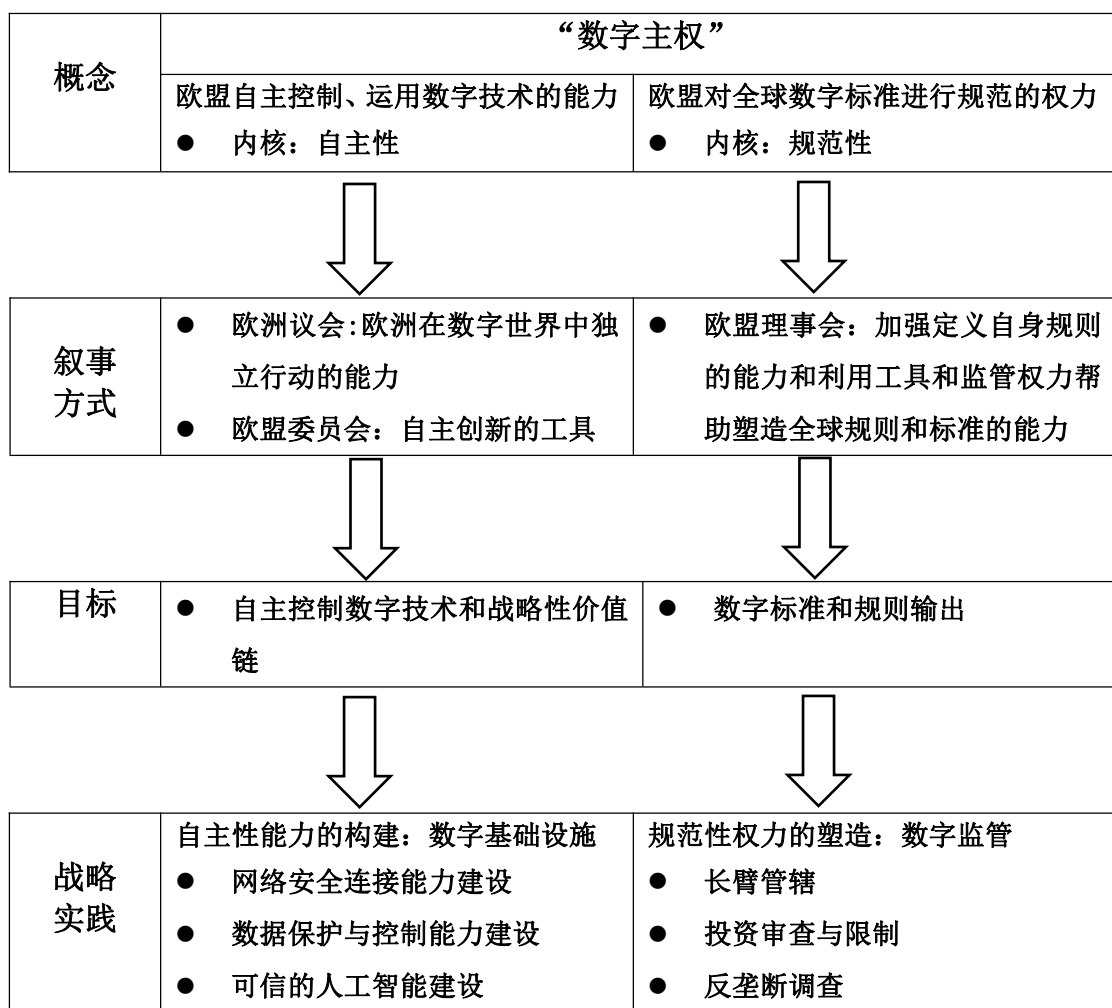 概念
“数字主权”
欧盟自主控制、运用数字技术的能力
● 内核：自主性
欧盟对全球数字标准进行规范的权力
● 内核：规范性
叙事
方式
● 欧洲议会:欧洲在数字世界中独
立行动的能力
● 欧盟委员会：自主创新的工具
● 欧盟理事会：加强定义自身规则
的能力和利用工具和监管权力帮
助塑造全球规则和标准的能力
目标
● 自主控制数字技术和战略性价值
链
● 数字标准和规则输出
战略
实践
自主性能力的构建：数字基础设施
● 网络安全连接能力建设
● 数据保护与控制能力建设
● 可信的人工智能建设
规范性权力的塑造：数字监管
● 长臂管辖
● 投资审查与限制
● 反垄断调查